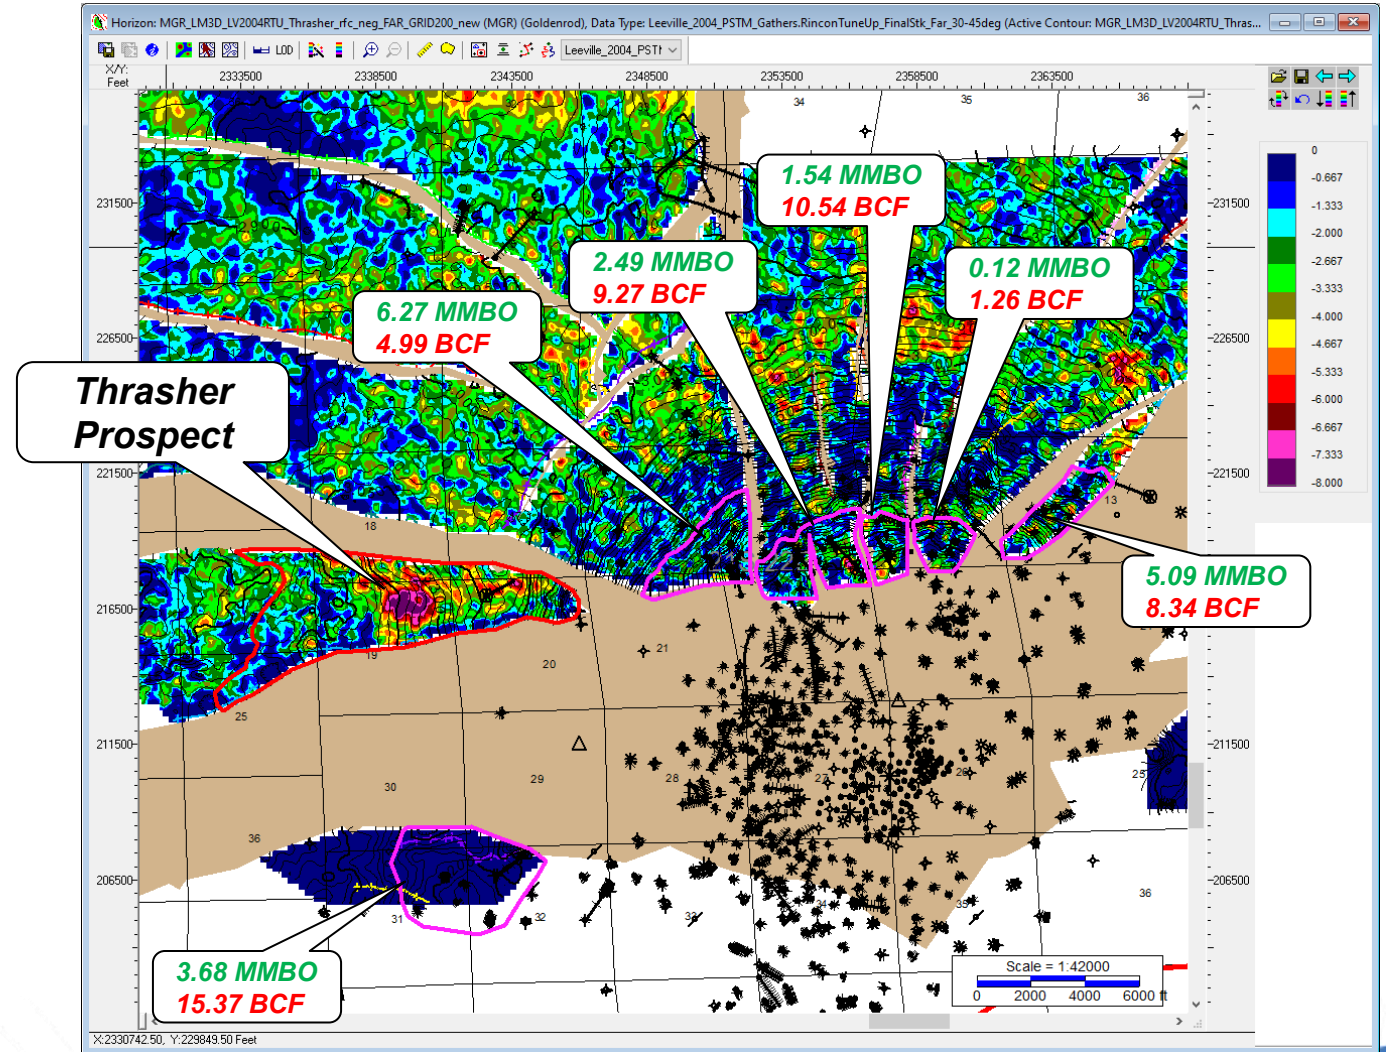 Horizon: MGR_LM3D_LV2004RTU_Thrasher_rfc_neg_FAR_GRID200_new (MGR) (Goldenrod), Data Type: Leeville_2004_PSTM_Gathers.RinconTuneUp_FinalStk_Far_30-45deg (Active Contour: MGR_LM3D_LV2004RTU_Thras...
LOD
Leeville_2004_PSTM
X/Y:
Feet
2333500 2338500 2343500 2348500 2353500 2358500 2363500
34 35 36
0
-0.667
-1.333
-2.000
-2.667
-3.333
-4.000
-4.667
-5.333
-6.000
-6.667
-7.333
-8.000
1.54 MMBO
10.54 BCF
231500 231500
2.49 MMBO
9.27 BCF
0.12 MMBO
1.26 BCF
6.27 MMBO
4.99 BCF
226500 226500
Thrasher
Prospect
221500 221500
13
18
5.09 MMBO
8.34 BCF
216500 216500
19 20 21
25
211500 211500
30 29 28 27 26 25
36
206500 206500
31 32 33 34 35 36
3.68 MMBO
15.37 BCF
Scale = 1:42000
0 2000 4000 6000 ft
X:2330742.50, Y:229849.50 Feet